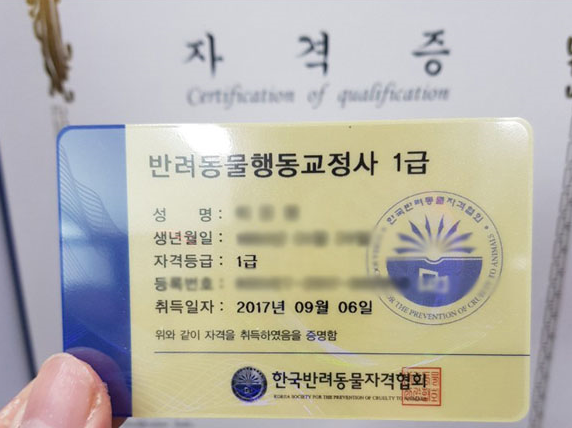 자 격 증
Certification of qualification
반려동물행동교정사 1급
성 명 :
생년월일 :
자격등급 : 1급
등록번호 :
취득일자 : 2017년 09월 06일
위와 같이 자격을 취득하였음을 증명함
한국반려동물자격협회
KOREA SOCIETY FOR THE PREVENTION OF CRUELTY TO ANIMALS
한국반려동물자격협회
THE PREVENTION OF CRUELTY TO ANIMALS